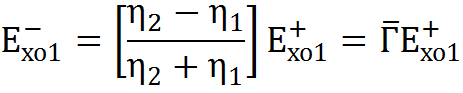 E⁻ₓₒ₁ = [(η₂ − η₁)/(η₂ + η₁)] E⁺ₓₒ₁ = Γ̄E⁺ₓₒ₁